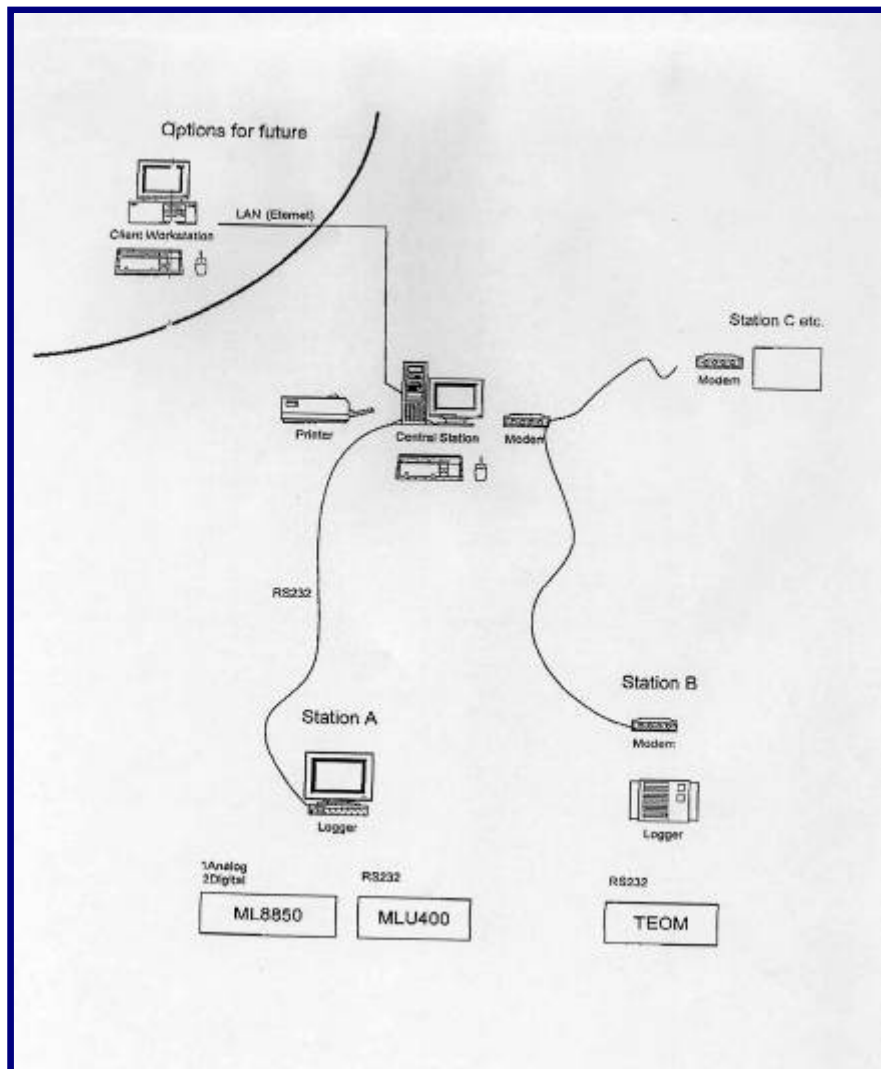 Options for future
LAN (Eternet)
Client Workstation
Station C etc.
Modem
Printer
Central Station
Modem
RS232
Station B
Station A
Modem
Logger
Logger
1Analog
2Digital
RS232
RS232
ML8850
MLU400
TEOM